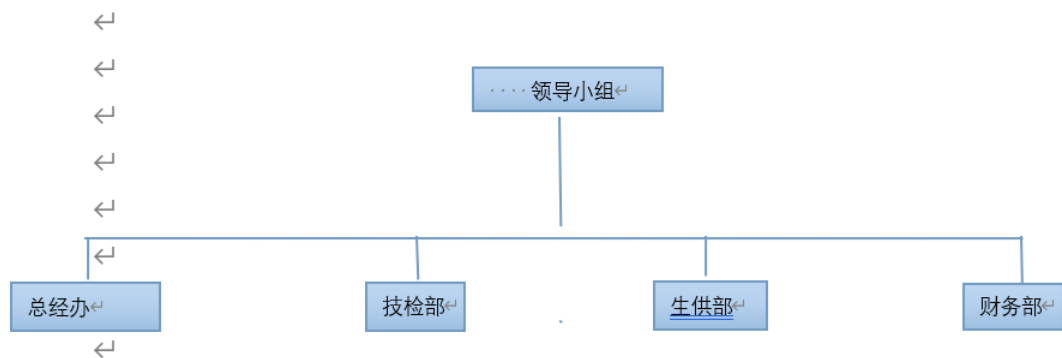 领导小组
总经办
技检部
生供部
财务部